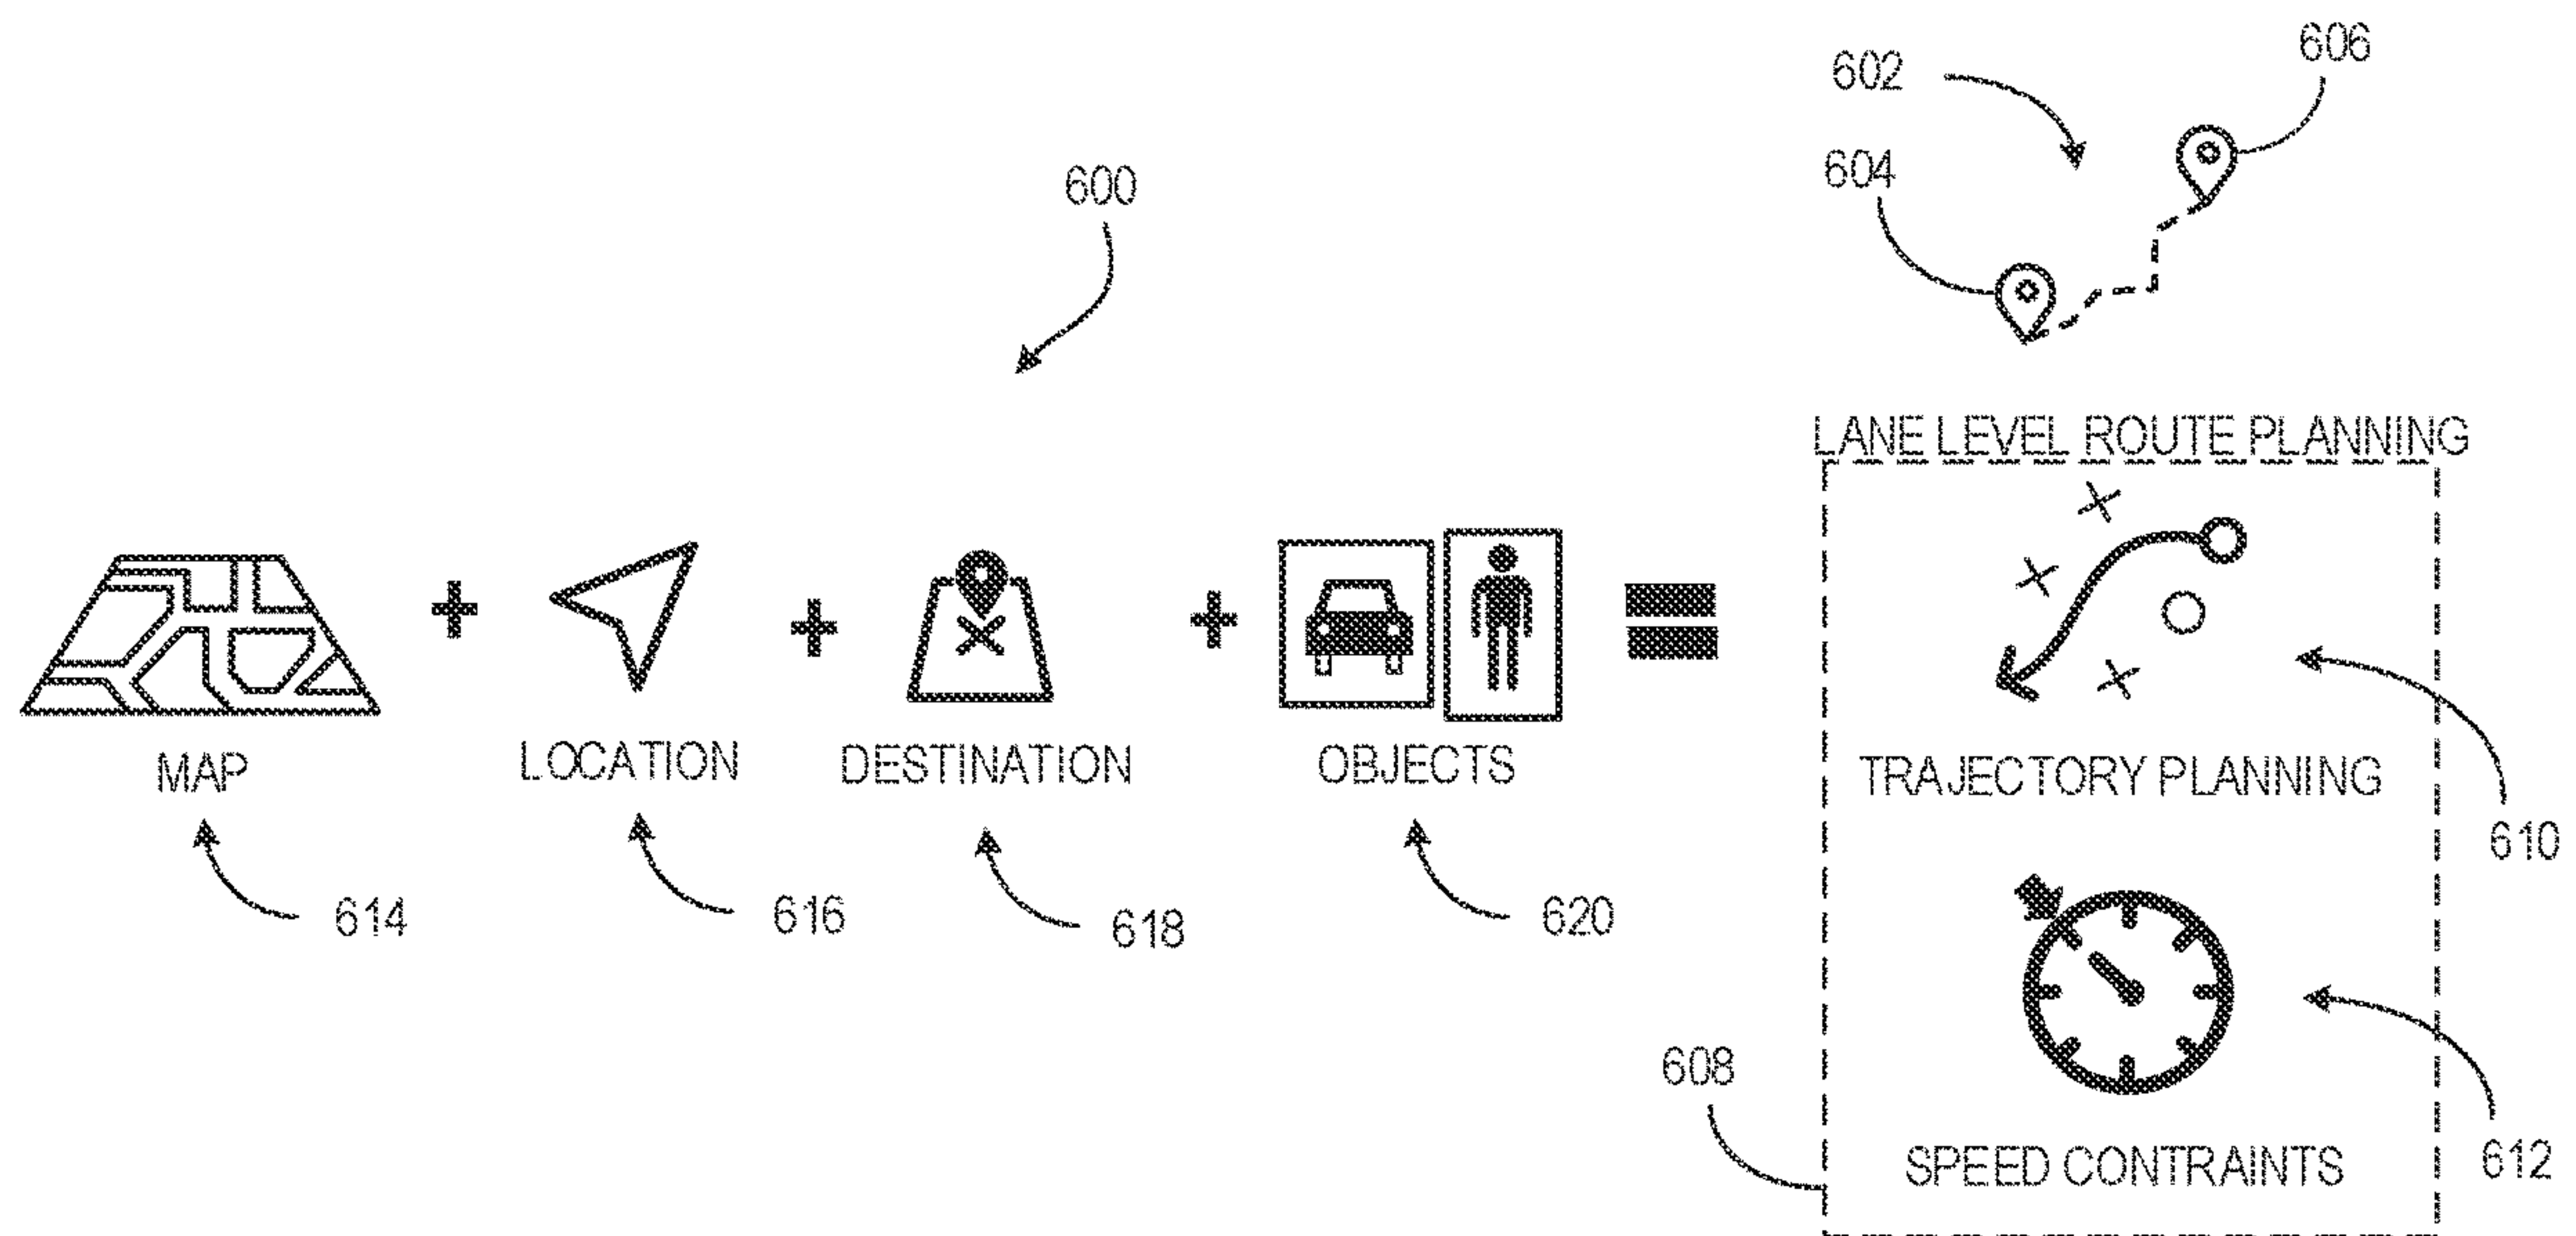 606
602
604
600
LANE LEVEL ROUTE PLANNING
+ + + =
MAP
LOCATION
DESTINATION
OBJECTS
TRAJECTORY PLANNING
610
614
616
618
620
608
612
SPEED CONTRAINTS